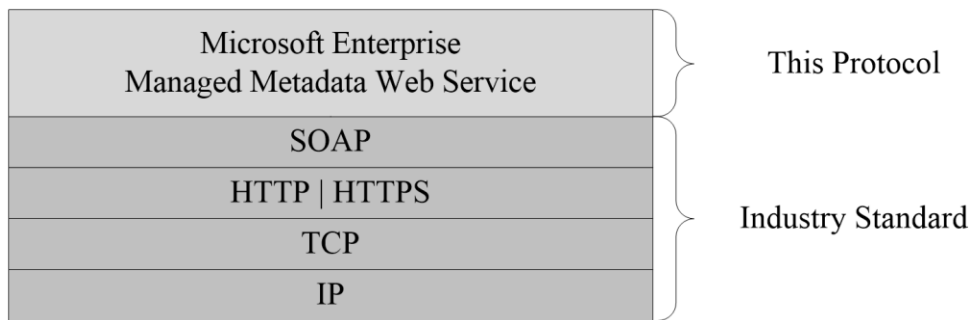 Microsoft Enterprise
Managed Metadata Web Service
This Protocol
SOAP
HTTP | HTTPS
TCP
IP
Industry Standard